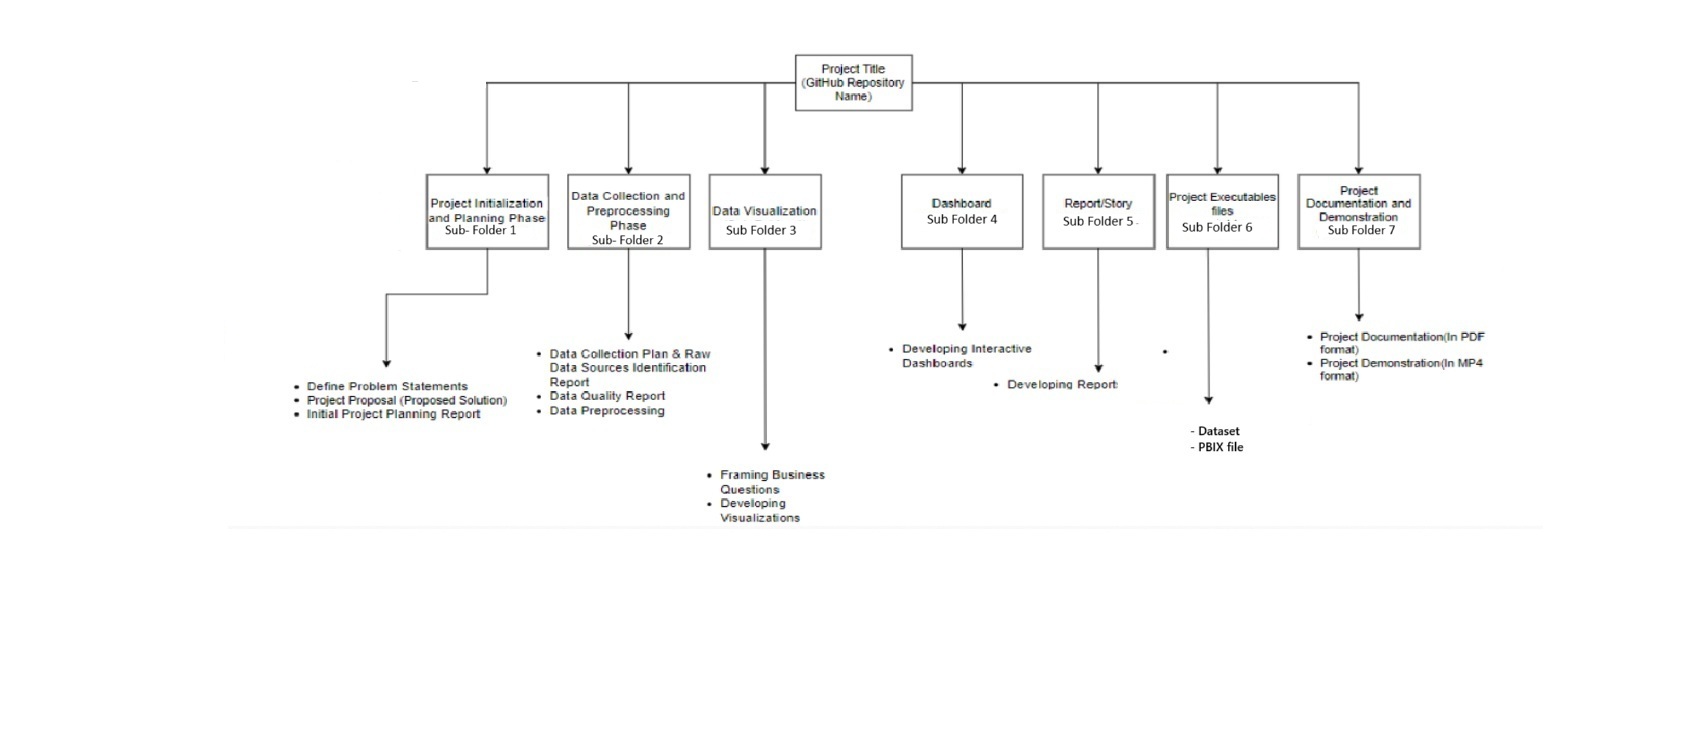 Project Title
(GitHub Repository
Name)
Project Initialization
and Planning Phase
Sub- Folder 1
Data Collection and
Preprocessing
Phase
Sub- Folder 2
Data Visualization
Sub Folder 3
Dashboard
Sub Folder 4
Report/Story
Sub Folder 5
Project Executables
files
Sub Folder 6
Project
Documentation and
Demonstration
Sub Folder 7
• Define Problem Statements
• Project Proposal (Proposed Solution)
• Initial Project Planning Report
• Data Collection Plan & Raw
Data Sources Identification
Report
• Data Quality Report
• Data Preprocessing
• Framing Business
Questions
• Developing
Visualizations
• Developing Interactive
Dashboards
• Developing Report
•
- Dataset
- PBIX file
• Project Documentation(In PDF
format)
• Project Demonstration(In MP4
format)